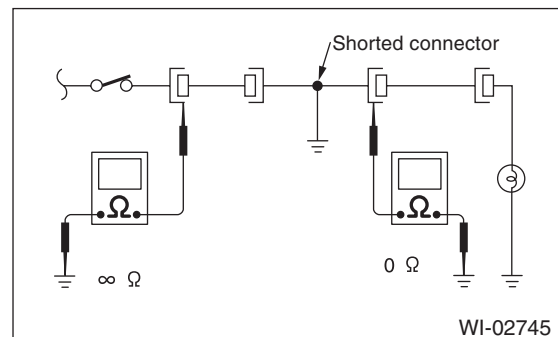 Shorted connector
Ω
Ω
∞ Ω
0 Ω
WI-02745